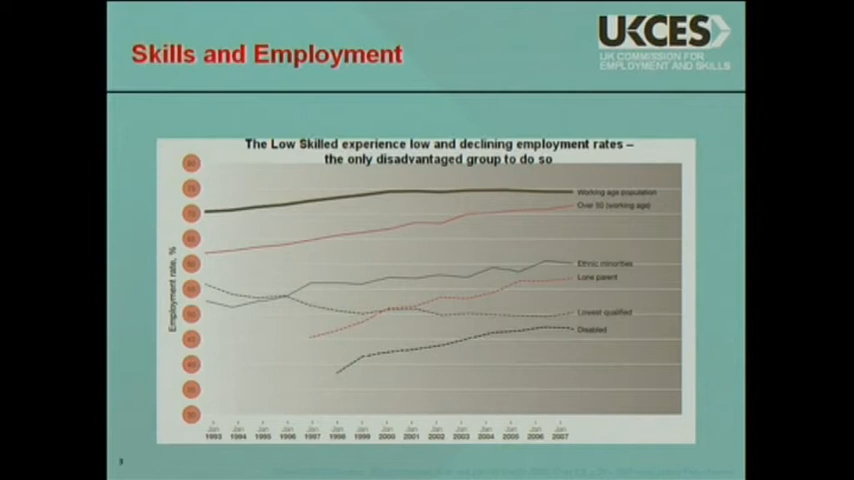 Skills and Employment
UKCES
UK COMMISSION FOR
EMPLOYMENT AND SKILLS
The Low Skilled experience low and declining employment rates –
the only disadvantaged group to do so
Employment rate, %
80
75
70
65
60
55
50
45
40
30
Working age population
Over 50 (working age)
Ethnic minorities
Lone parent
Lowest qualified
Disabled
Jan Jan Jan Jan Jan Jan Jan Jan Jan Jan Jan Jan Jan Jan Jan
1993 1994 1995 1996 1997 1998 1999 2000 2001 2002 2003 2004 2005 2006 2007